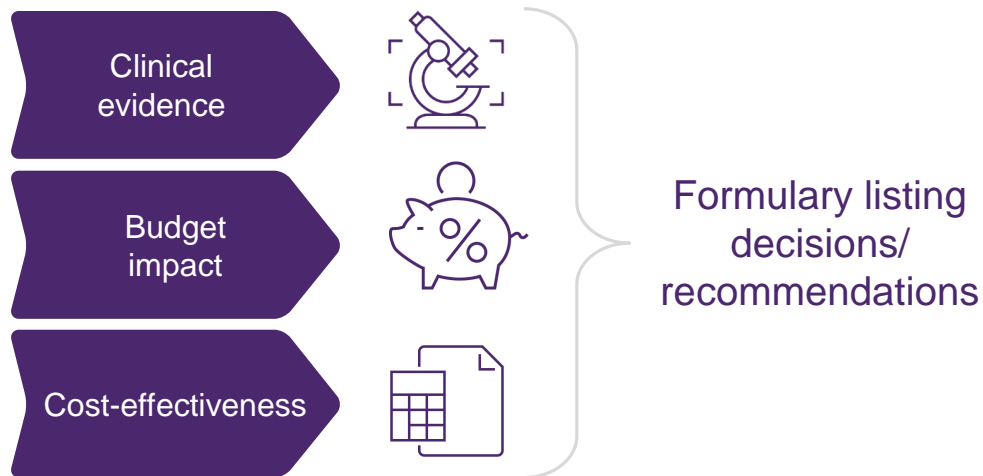 Clinical
evidence
Budget
impact
Cost-effectiveness
Formulary listing
decisions/
recommendations